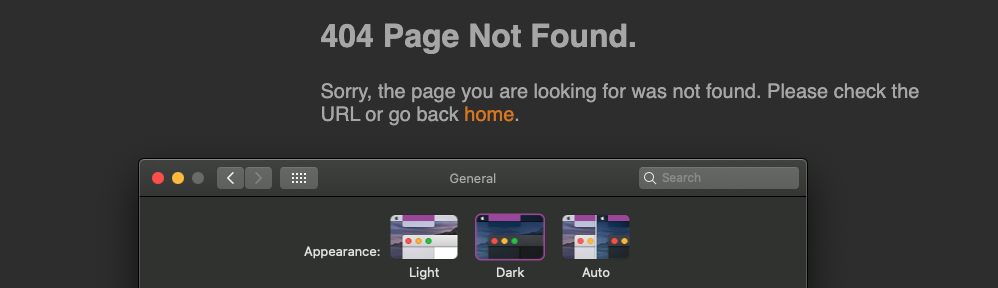 404 Page Not Found.
Sorry, the page you are looking for was not found. Please check the
URL or go back home.
General
Search
Appearance:
Light
Dark
Auto